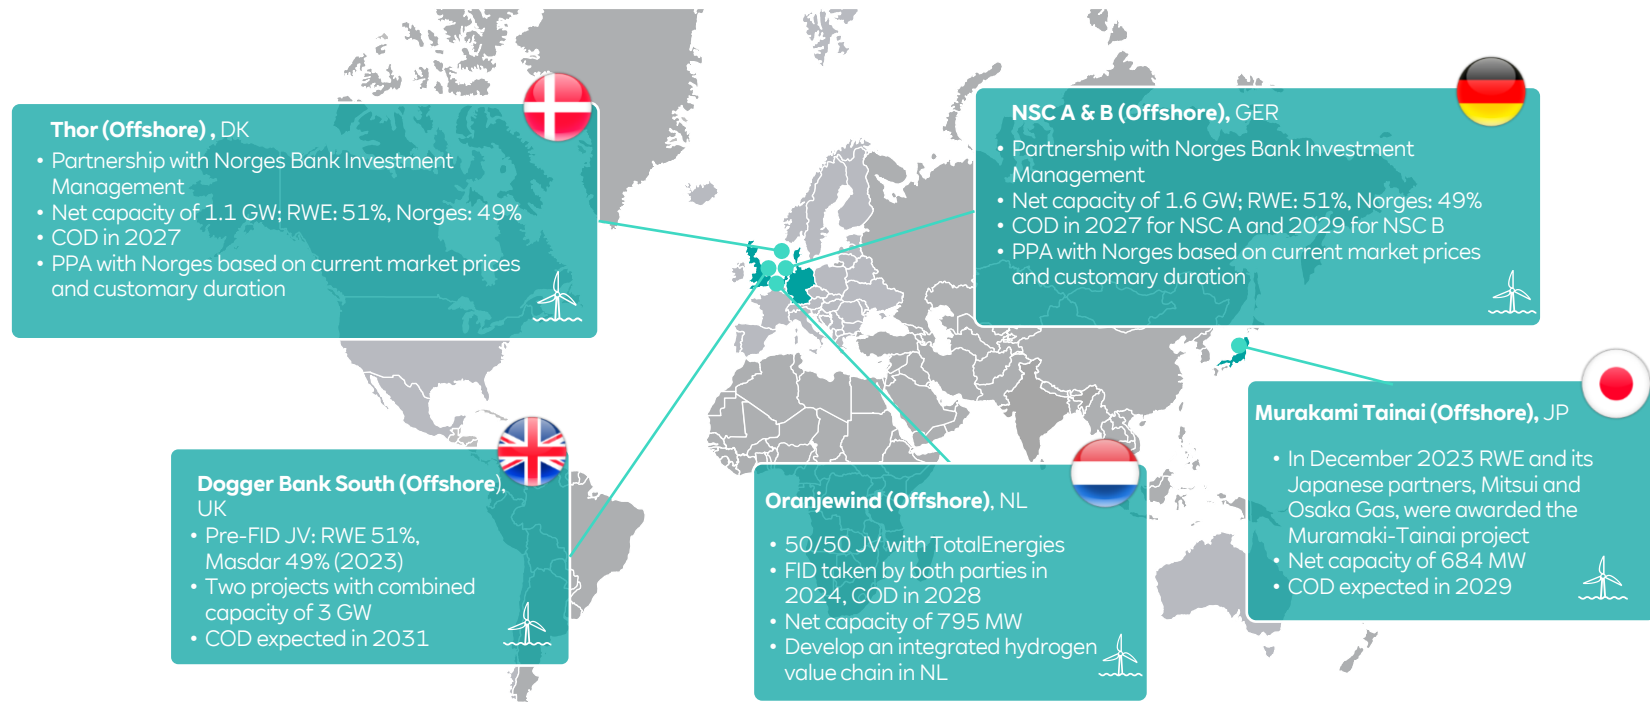 Thor (Offshore) , DK
• Partnership with Norges Bank Investment
Management
• Net capacity of 1.1 GW; RWE: 51%, Norges: 49%
• COD in 2027
• PPA with Norges based on current market prices
and customary duration
NSC A & B (Offshore), GER
• Partnership with Norges Bank Investment
Management
• Net capacity of 1.6 GW; RWE: 51%, Norges: 49%
• COD in 2027 for NSC A and 2029 for NSC B
• PPA with Norges based on current market prices
and customary duration
Dogger Bank South (Offshore),
UK
• Pre-FID JV: RWE 51%,
Masdar 49% (2023)
• Two projects with combined
capacity of 3 GW
• COD expected in 2031
Oranjewind (Offshore), NL
• 50/50 JV with TotalEnergies
• FID taken by both parties in
2024, COD in 2028
• Net capacity of 795 MW
• Develop an integrated hydrogen
value chain in NL
Murakami Tainai (Offshore), JP
• In December 2023 RWE and its
Japanese partners, Mitsui and
Osaka Gas, were awarded the
Muramaki-Tainai project
• Net capacity of 684 MW
• COD expected in 2029